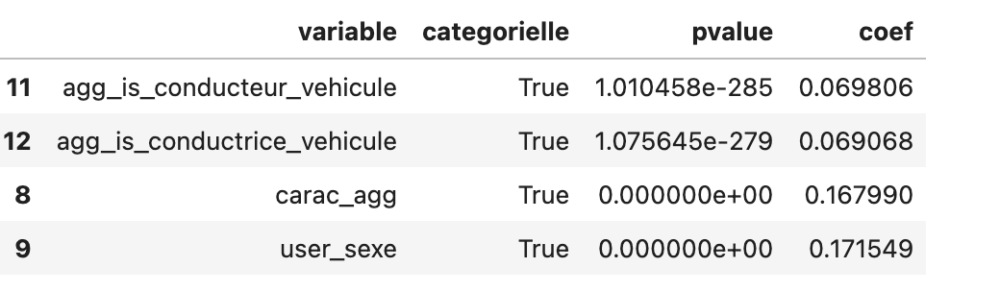 variable categorielle pvalue coef
11 agg_is_conducteur_vehicule True 1.010458e-285 0.069806
12 agg_is_conductrice_vehicule True 1.075645e-279 0.069068
8 carac_agg True 0.000000e+00 0.167990
9 user_sexe True 0.000000e+00 0.171549